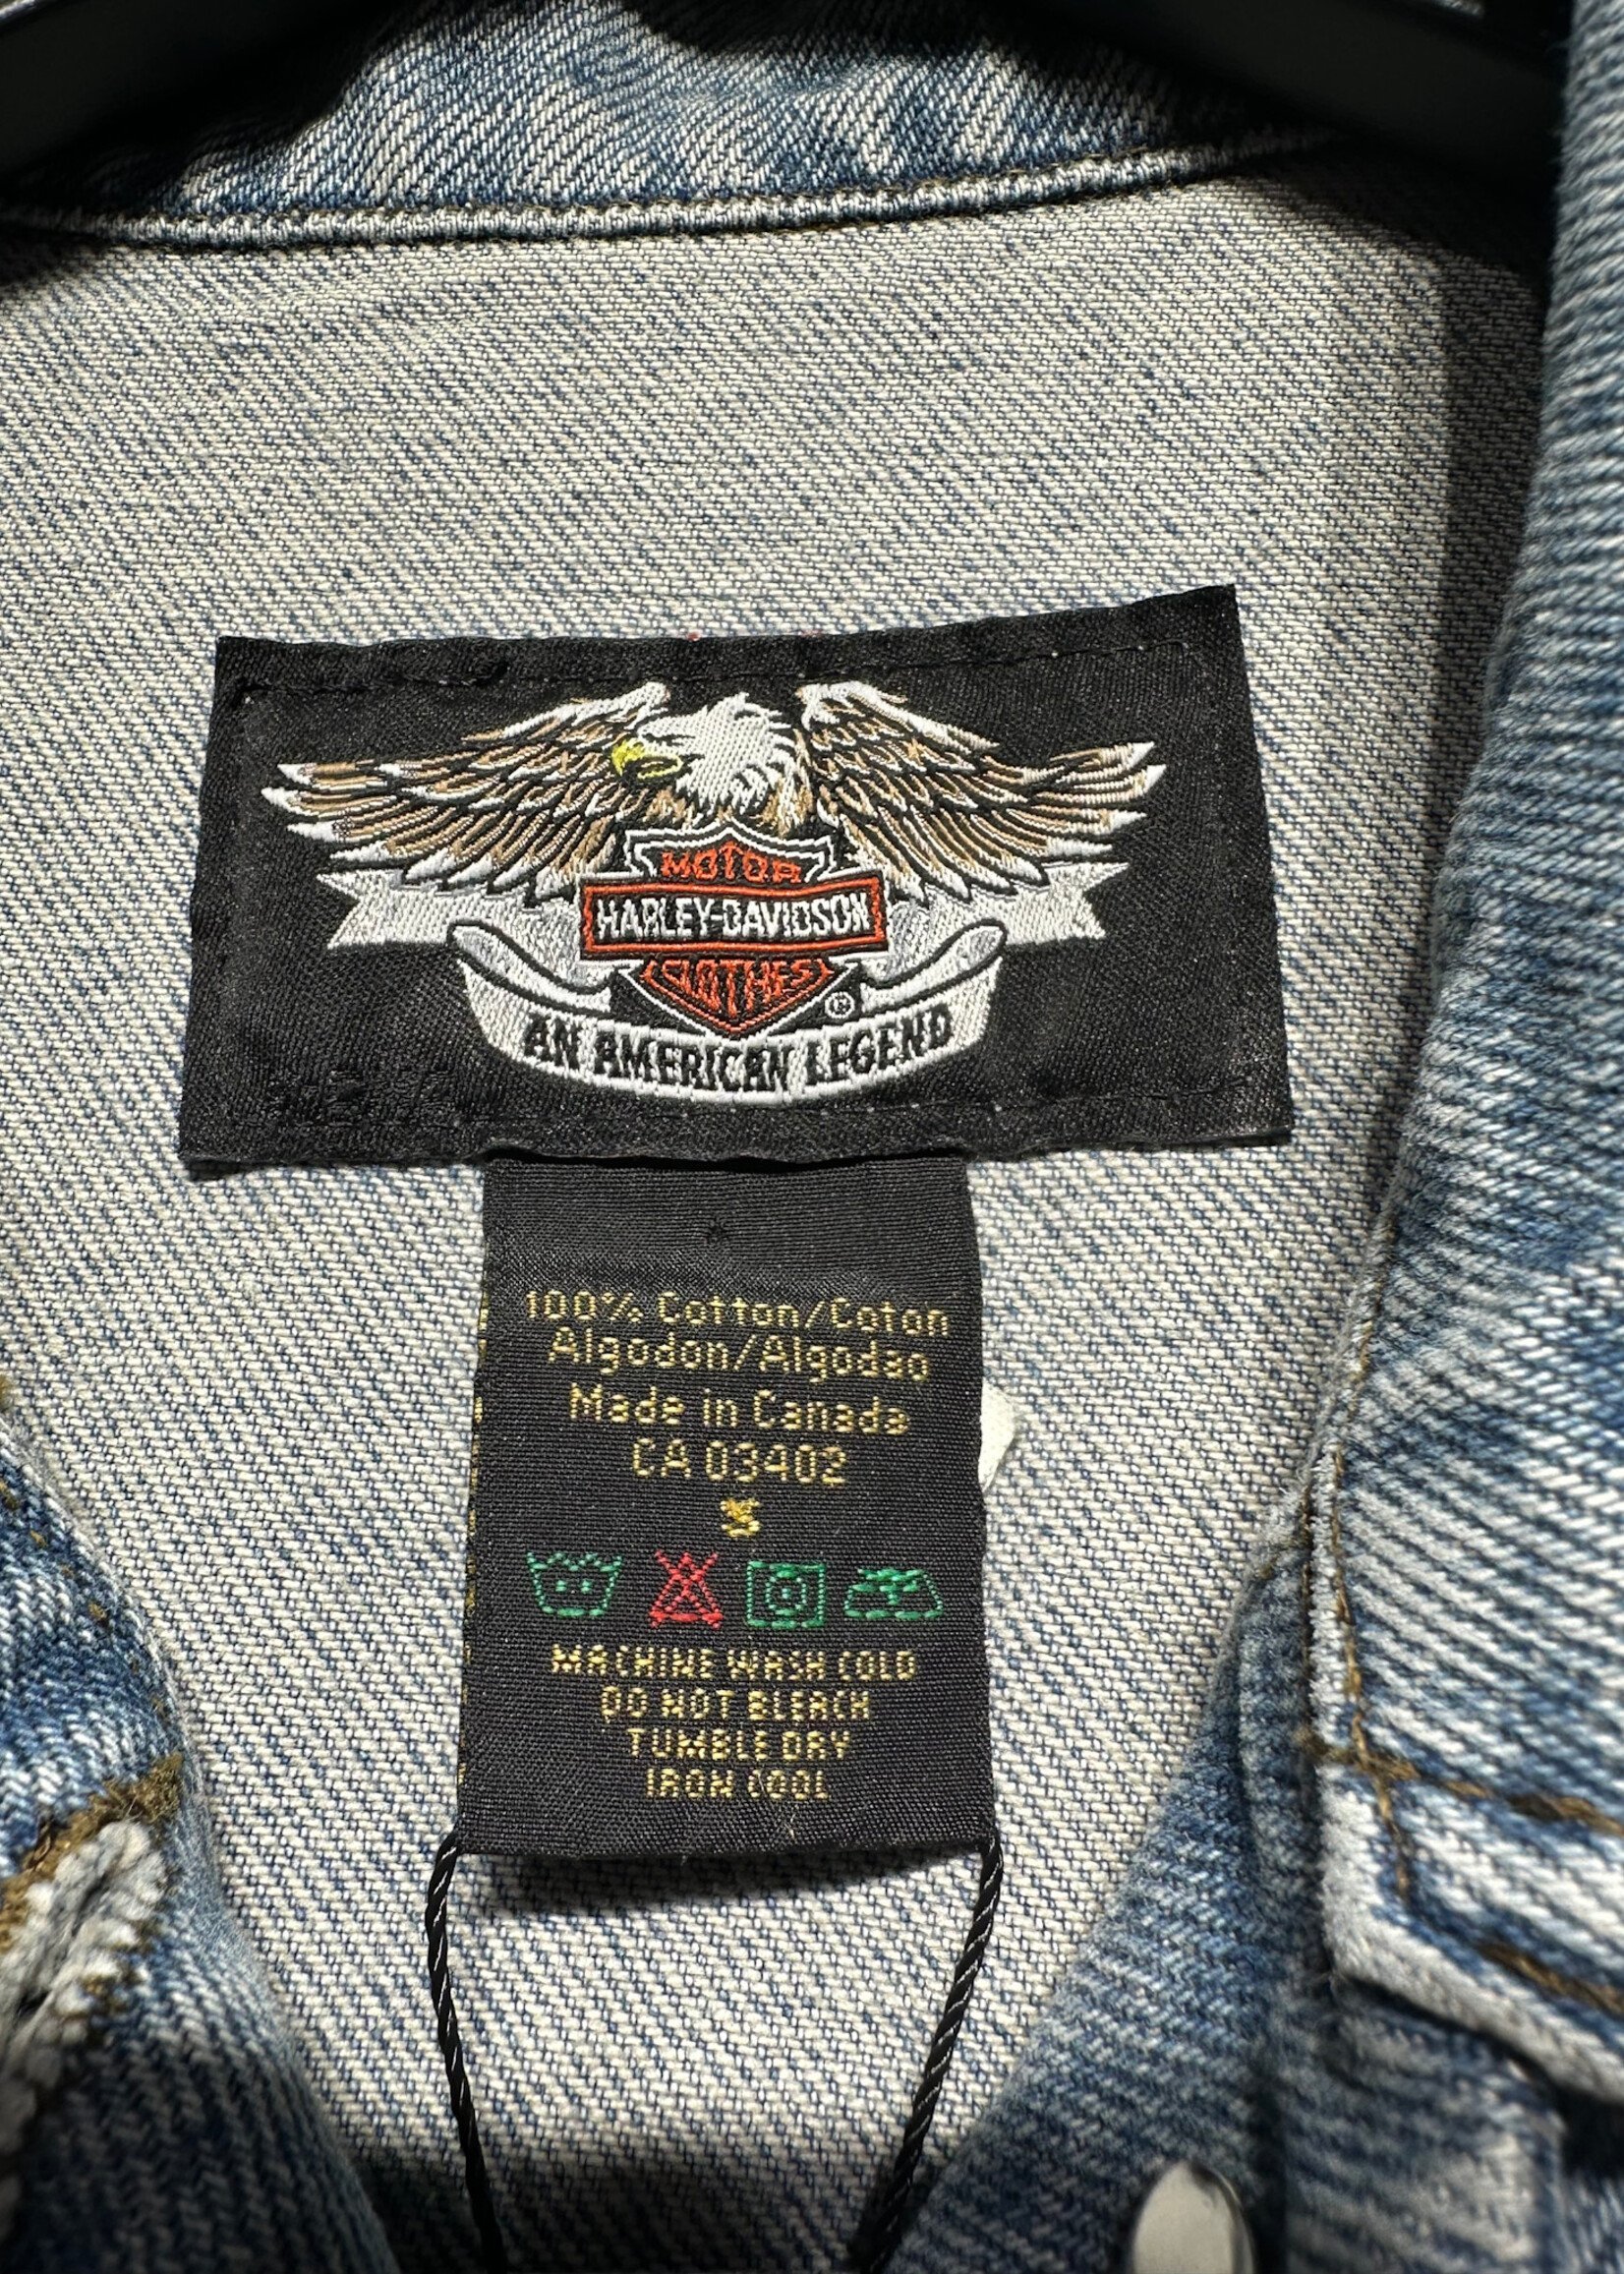 MOTOR
HARLEY-DAVIDSON
CLOTHES
®
AN AMERICAN LEGEND
100% Cotton/Coton
Algodon/Algodao
Made in Canada
CA 03402
S
MACHINE WASH COLD
DO NOT BLEACH
TUMBLE DRY
IRON COOL